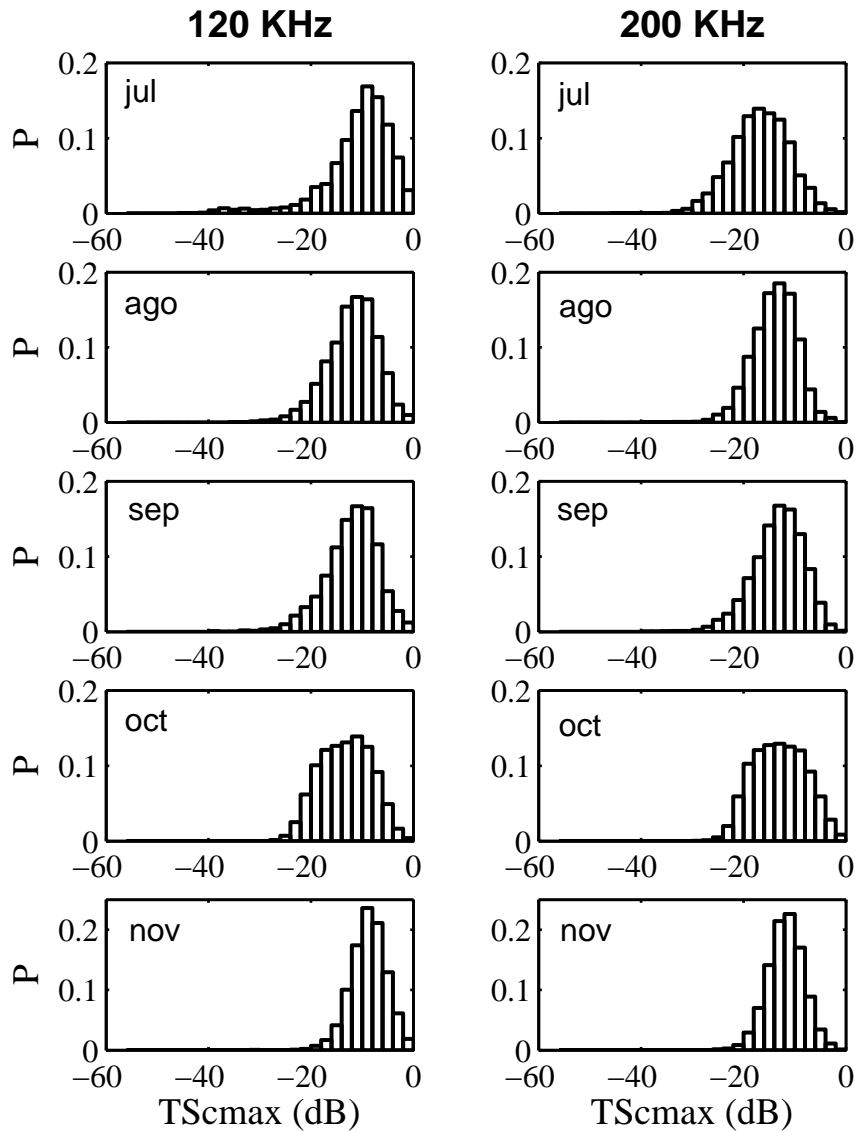 120 KHz 200 KHz
0.2 0.2
jul jul
P 0.1 0.1
0 0
−60 −40 −20 0 −60 −40 −20 0
0.2 0.2
ago ago
P 0.1 0.1
0 0
−60 −40 −20 0 −60 −40 −20 0
0.2 0.2
sep sep
P 0.1 0.1
0 0
−60 −40 −20 0 −60 −40 −20 0
0.2 0.2
oct oct
P 0.1 0.1
0 0
−60 −40 −20 0 −60 −40 −20 0
0.2 nov 0.2 nov
P 0.1 0.1
0 0
−60 −40 −20 0 −60 −40 −20 0
TScmax (dB) TScmax (dB)